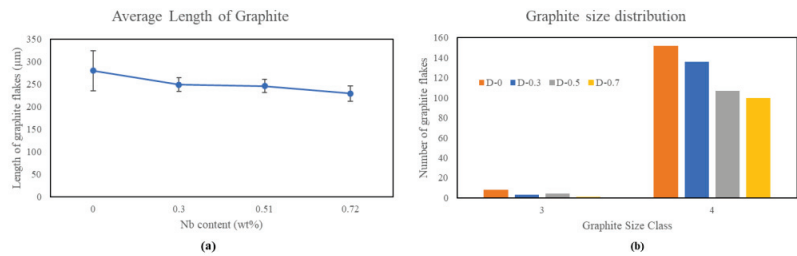 Average Length of Graphite
Length of graphite flakes (µm)
350
300
250
200
150
100
50
0
0 0.3 0.51 0.72
Nb content (wt%)
(a)
Graphite size distribution
Number of graphite flakes
160
140
120
100
80
60
40
20
0
D-0 D-0.3 D-0.5 D-0.7
3 4
Graphite Size Class
(b)